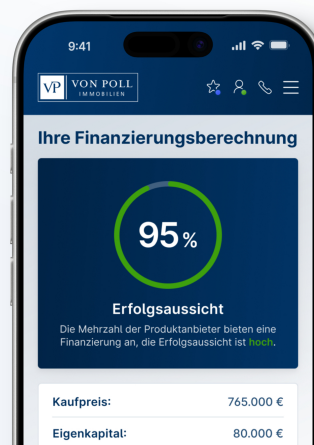 9:41
VP VON POLL
IMMOBILIEN
Ihre Finanzierungsberechnung
95 %
Erfolgsaussicht
Die Mehrzahl der Produktanbieter bieten eine
Finanzierung an, die Erfolgsaussicht ist hoch.
Kaufpreis: 765.000 €
Eigenkapital: 80.000 €